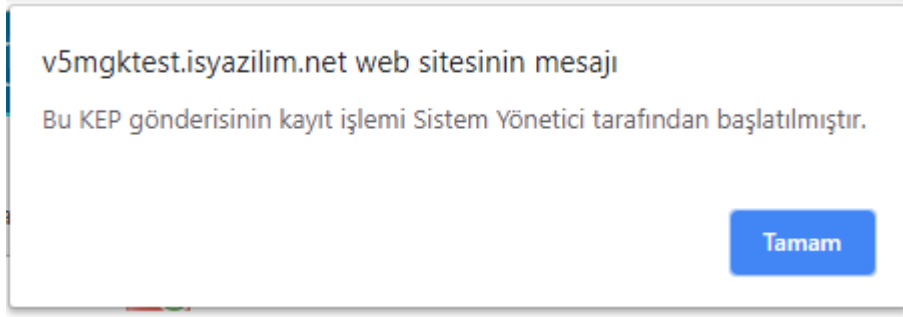 v5mgktest.isyazilim.net web sitesinin mesajı
Bu KEP gönderisinin kayıt işlemi Sistem Yönetici tarafından başlatılmıştır.
Tamam